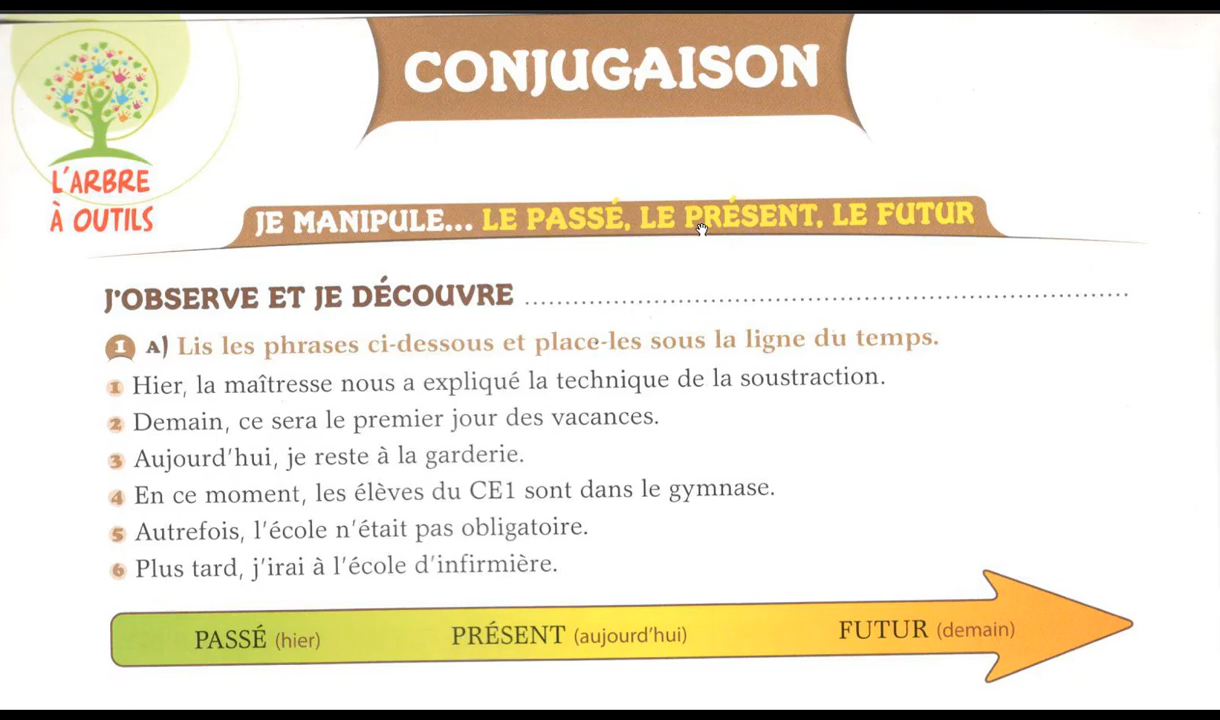 CONJUGAISON
L'ARBRE
À OUTILS
JE MANIPULE... LE PASSÉ, LE PRÉSENT, LE FUTUR
J'OBSERVE ET JE DÉCOUVRE
1 A) Lis les phrases ci-dessous et place-les sous la ligne du temps.
1 Hier, la maîtresse nous a expliqué la technique de la soustraction.
2 Demain, ce sera le premier jour des vacances.
3 Aujourd'hui, je reste à la garderie.
4 En ce moment, les élèves du CE1 sont dans le gymnase.
5 Autrefois, l'école n'était pas obligatoire.
6 Plus tard, j'irai à l'école d'infirmière.
PASSÉ (hier) PRÉSENT (aujourd'hui) FUTUR (demain)